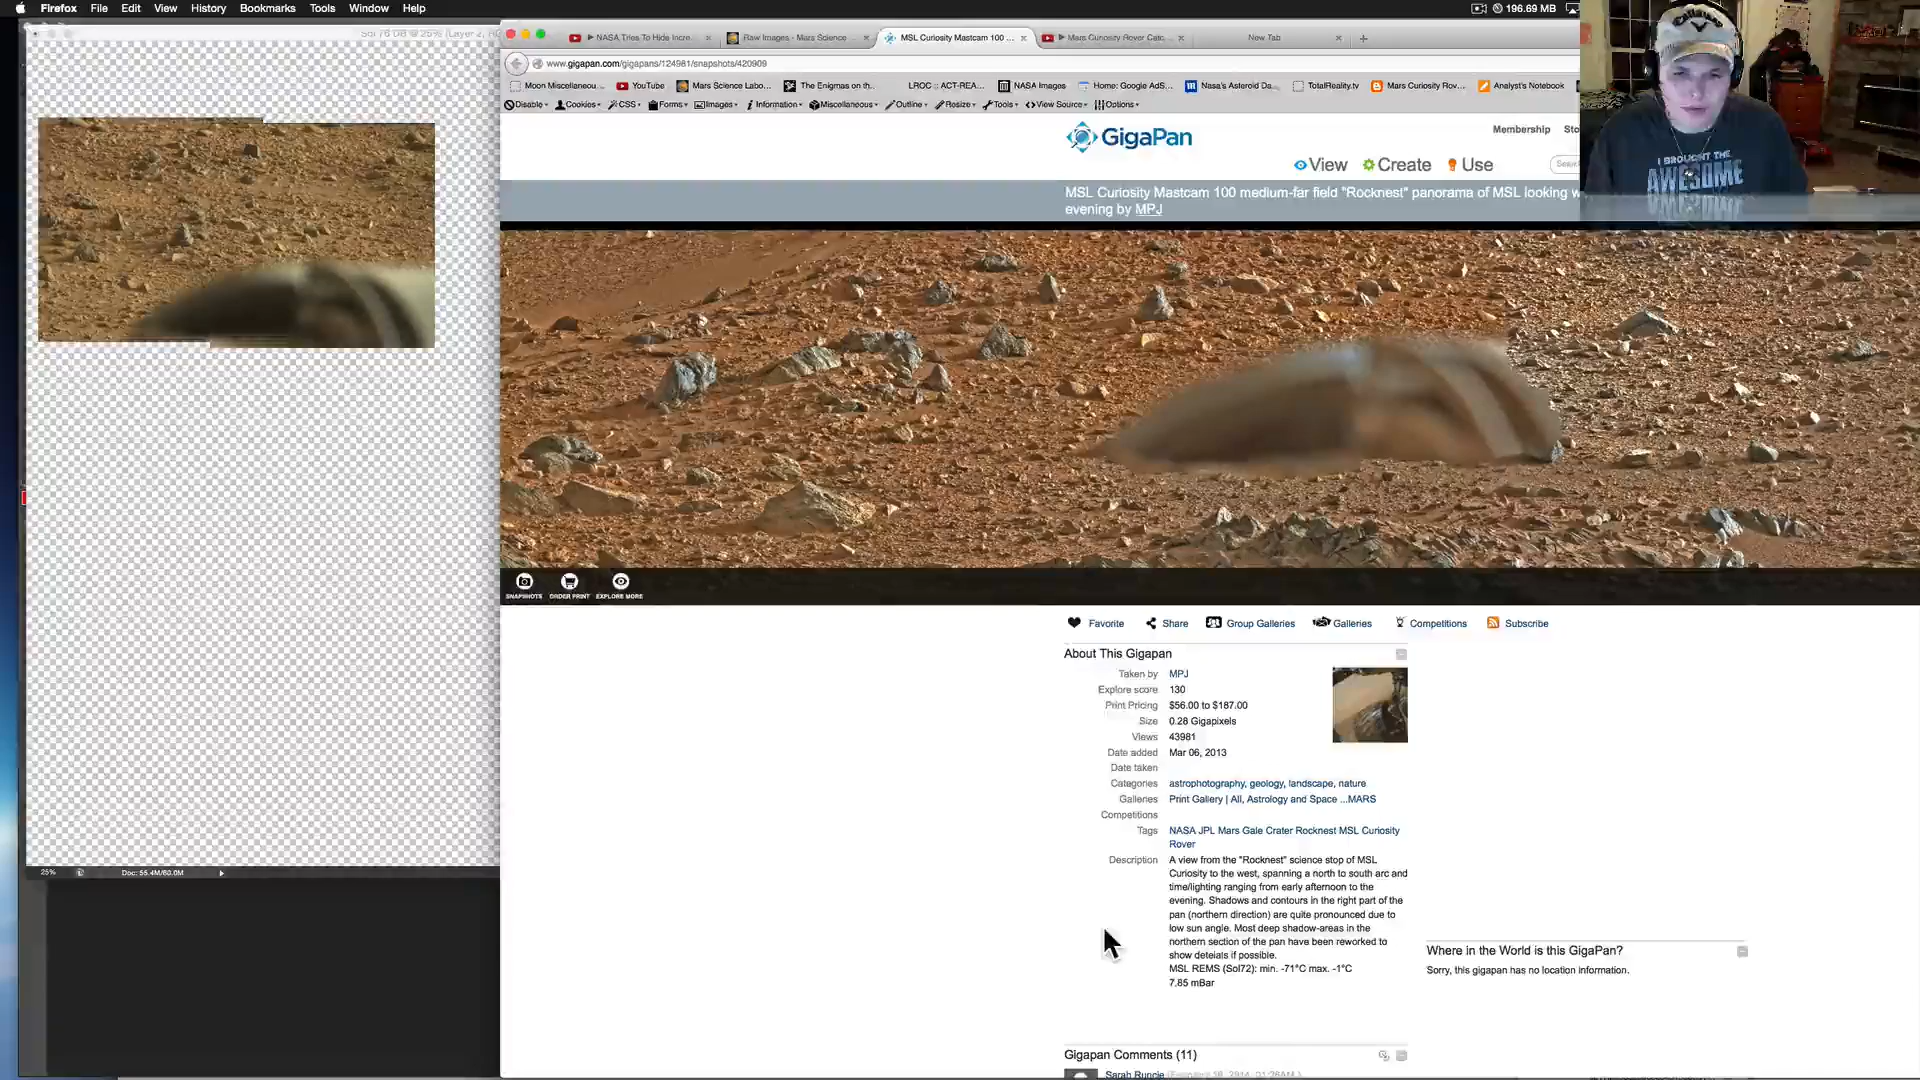 Firefox File Edit View History Bookmarks Tools Window Help
196.69 MB
Sol 76 DB @ 25% (Layer 2,
NASA Tries To Hide Incre...
Raw Images - Mars Science ...
MSL Curiosity Mastcam 100 ...
Mars Curiosity Rover Catc...
New Tab
www.gigapan.com/gigapans/124981/snapshots/420909
Moon Miscellaneou... YouTube Mars Science Labo... The Enigmas on th... LROC :: ACT-REA... NASA Images Home: Google AdS... Nasa's Asteroid Da... TotalReality.tv Mars Curiosity Rov... Analyst's Notebook
Disable Cookies CSS Forms Images Information Miscellaneous Outline Resize Tools View Source Options
GigaPan
Membership Sto
View Create Use
Sear
MSL Curiosity Mastcam 100 medium-far field "Rocknest" panorama of MSL looking w
evening by MPJ
I BROUGHT THE
AWESOME
SNAPSHOTS ORDER PRINT EXPLORE MORE
Favorite Share Group Galleries Galleries Competitions Subscribe
About This Gigapan
Taken by MPJ
Explore score 130
Print Pricing $56.00 to $187.00
Size 0.28 Gigapixels
Views 43981
Date added Mar 06, 2013
Date taken
Categories astrophotography, geology, landscape, nature
Galleries Print Gallery | All, Astrology and Space ...MARS
Competitions
Tags NASA JPL Mars Gale Crater Rocknest MSL Curiosity
Rover
Description A view from the "Rocknest" science stop of MSL
Curiosity to the west, spanning a north to south arc and
time/lighting ranging from early afternoon to the
evening. Shadows and contours in the right part of the
pan (northern direction) are quite pronounced due to
low sun angle. Most deep shadow-areas in the
northern section of the pan have been reworked to
show deteials if possible.
MSL REMS (Sol72): min. -71°C max. -1°C
7.85 mBar
Where in the World is this GigaPan?
Sorry, this gigapan has no location information.
25% Doc: 55.4M/60.0M
Gigapan Comments (11)
Sarah Runcie